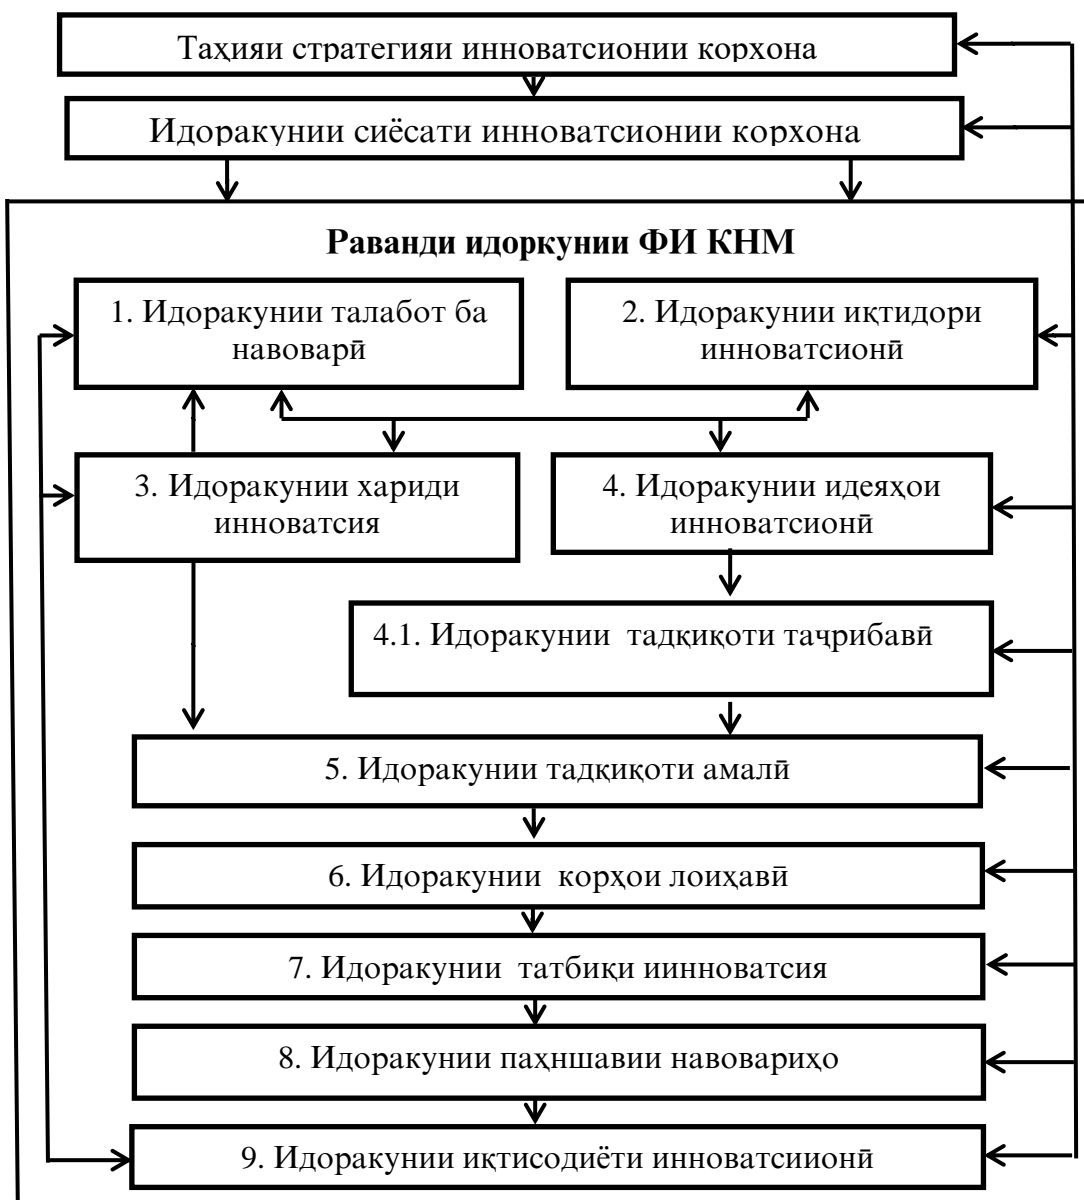 Таҳияи стратегияи инноватсионии корхона
Идоракунии сиёсати инноватсионии корхона
Раванди идоркунии ФИ КНМ
1. Идоракунии талабот ба
навоварӣ
2. Идоракунии иқтидори
инноватсионӣ
3. Идоракунии хариди
инноватсия
4. Идоракунии идеяҳои
инноватсионӣ
4.1. Идоракунии тадқиқоти таҷрибавӣ
5. Идоракунии тадқиқоти амалӣ
6. Идоракунии корҳои лоиҳавӣ
7. Идоракунии татбиқи иинноватсия
8. Идоракунии паҳншавии навовариҳо
9. Идоракунии иқтисодиёти инноватсиионӣ